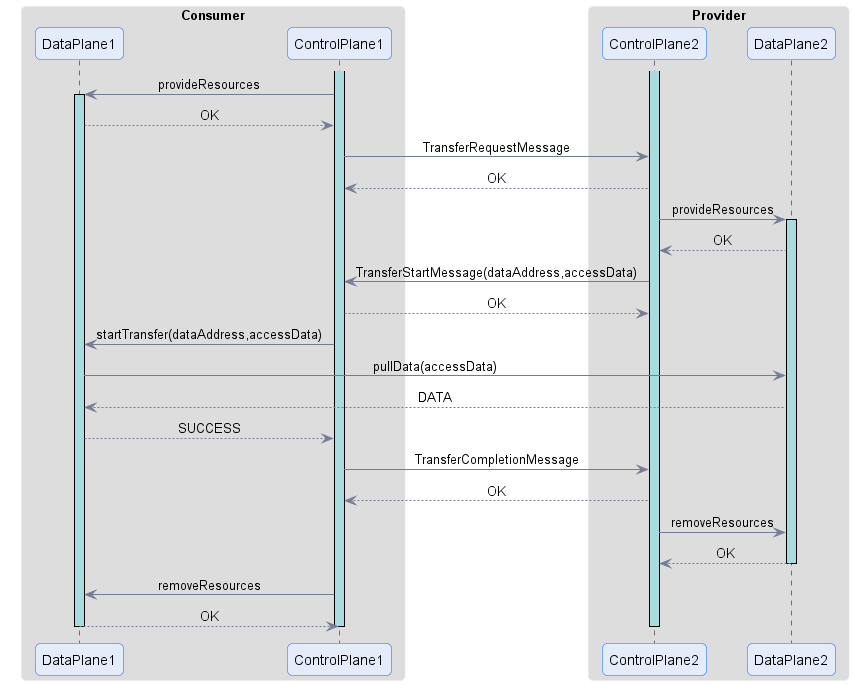 Consumer
Provider
DataPlane1
ControlPlane1
ControlPlane2
DataPlane2
provideResources
OK
TransferRequestMessage
OK
provideResources
OK
TransferStartMessage(dataAddress,accessData)
OK
startTransfer(dataAddress,accessData)
pullData(accessData)
DATA
SUCCESS
TransferCompletionMessage
OK
removeResources
OK
removeResources
OK
DataPlane1
ControlPlane1
ControlPlane2
DataPlane2